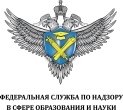 ФЕДЕРАЛЬНАЯ СЛУЖБА ПО НАДЗОРУ
В СФЕРЕ ОБРАЗОВАНИЯ И НАУКИ